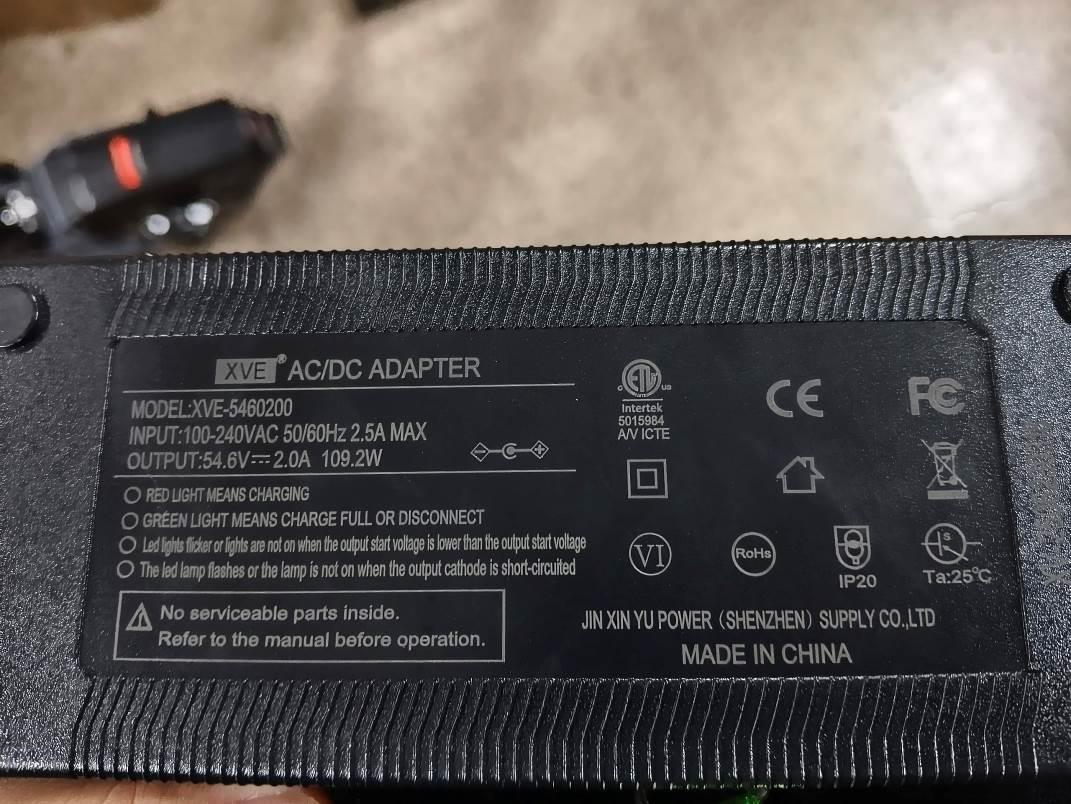 XVE® AC/DC ADAPTER
MODEL:XVE-5460200
INPUT:100-240VAC 50/60Hz 2.5A MAX
OUTPUT:54.6V⎓2.0A 109.2W
RED LIGHT MEANS CHARGING
GREEN LIGHT MEANS CHARGE FULL OR DISCONNECT
Led lights flicker or lights are not on when the output start voltage is lower than the output start voltage
The led lamp flashes or the lamp is not on when the output cathode is short-circuited
No serviceable parts inside.
Refer to the manual before operation.
c ETL us
Intertek
5015984
A/V ICTE
CE
FC
VI
RoHs
IP20
S
Ta:25℃
JIN XIN YU POWER（SHENZHEN）SUPPLY CO.,LTD
MADE IN CHINA